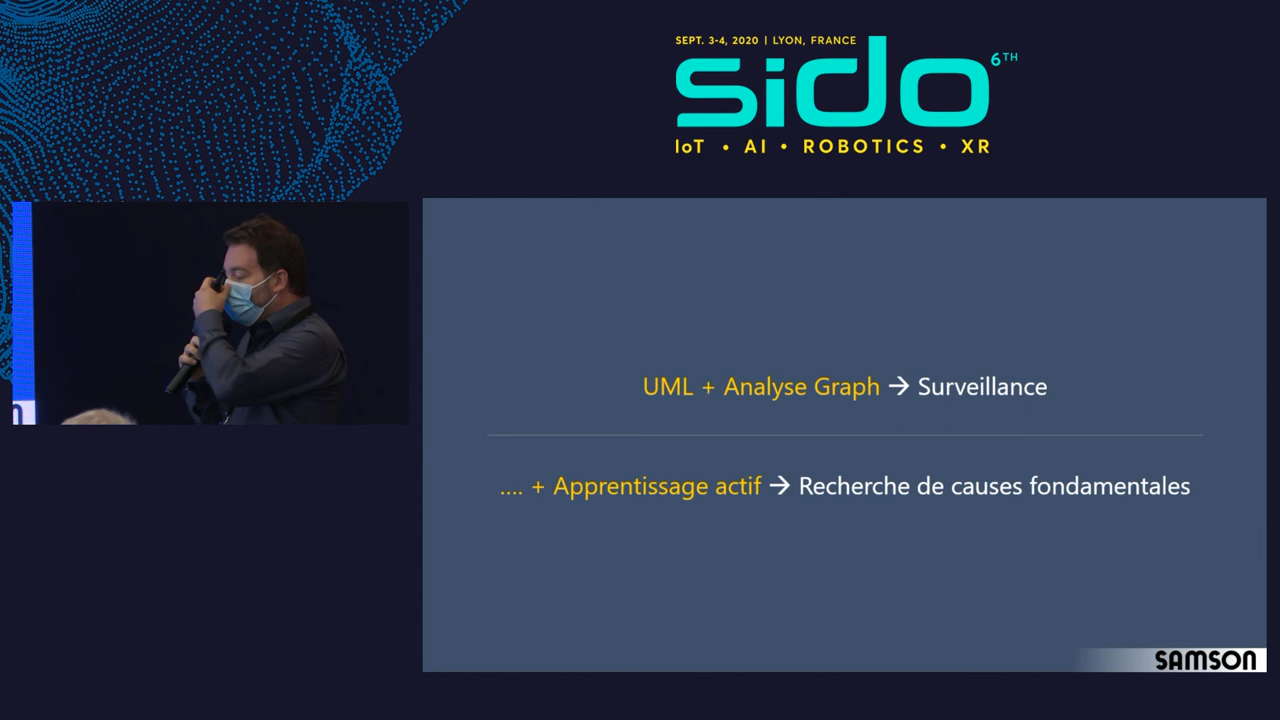 SEPT. 3-4, 2020 | LYON, FRANCE
sido 6TH
IoT • AI • ROBOTICS • XR
UML + Analyse Graph → Surveillance
.... + Apprentissage actif → Recherche de causes fondamentales
SAMSON